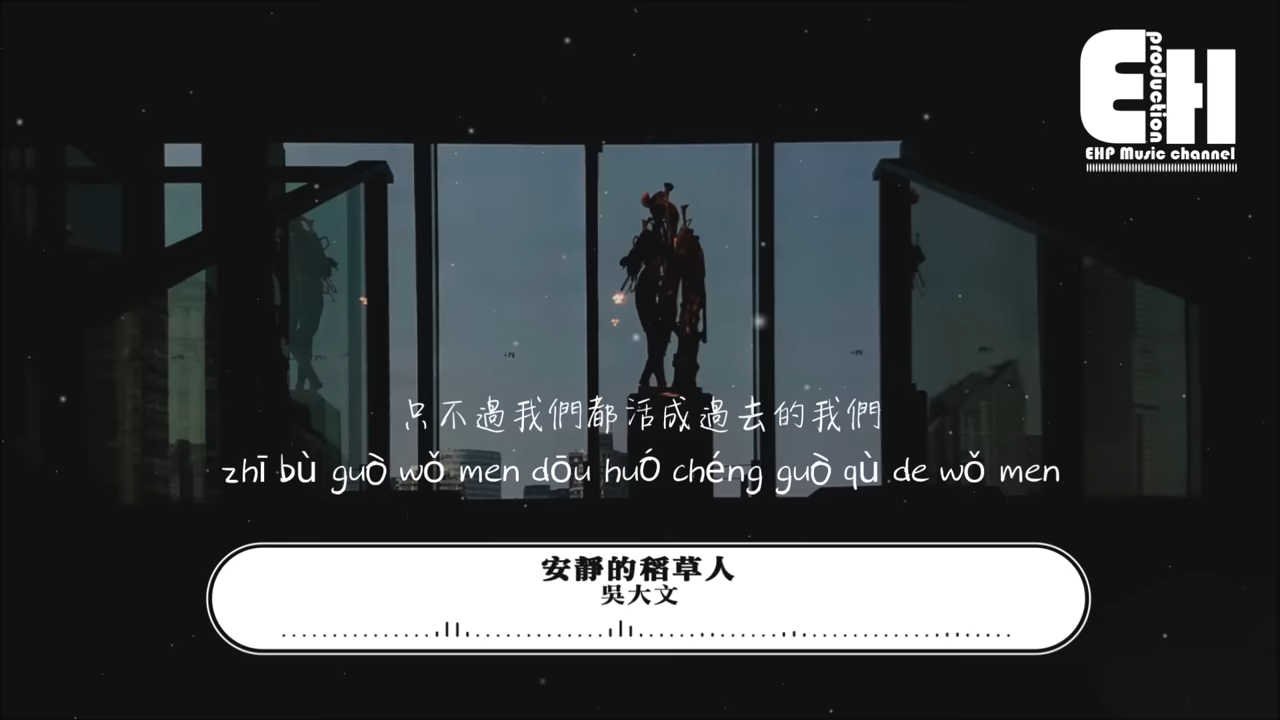 EH
production
EHP Music channel
只不過我們都活成過去的我們
zhī bù guò wǒ men dōu huó chéng guò qù de wǒ men
安靜的稻草人
吳大文